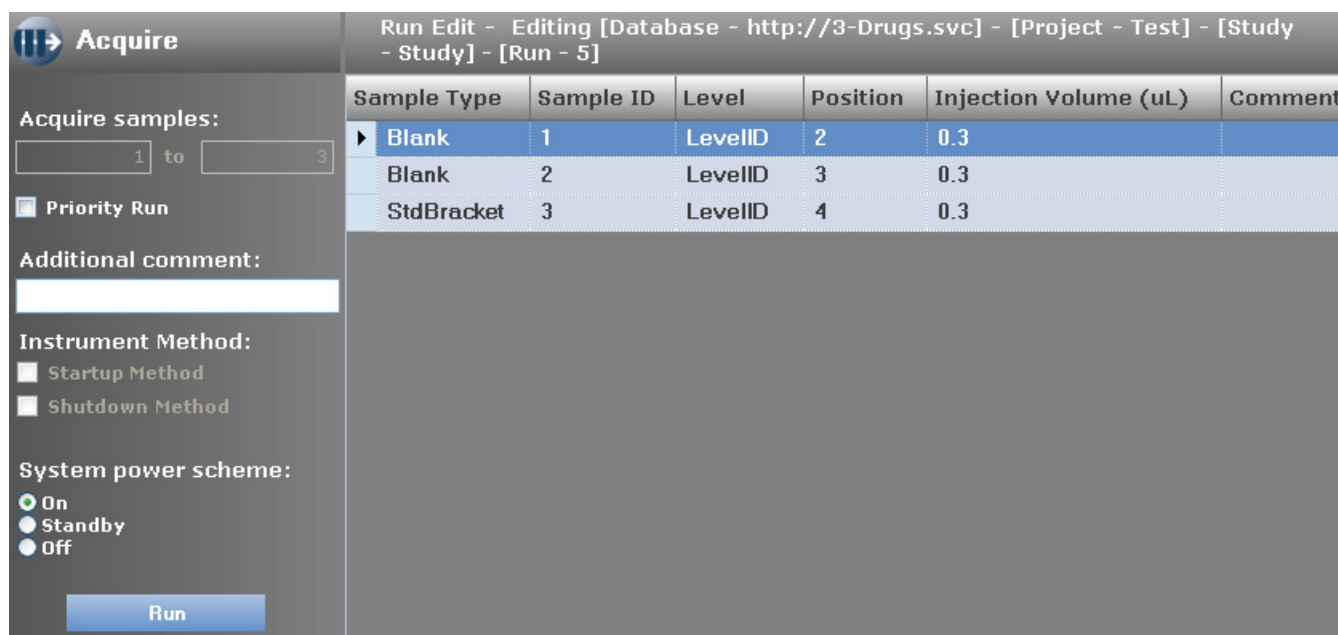 Acquire
Run Edit - Editing [Database - http://3-Drugs.svc] - [Project - Test] - [Study
- Study] - [Run - 5]
Acquire samples:
1 to 3
Priority Run
Additional comment:
Instrument Method:
Startup Method
Shutdown Method
System power scheme:
On
Standby
Off
Run
Sample Type Sample ID Level Position Injection Volume (uL) Comment
Blank 1 LevelID 2 0.3
Blank 2 LevelID 3 0.3
StdBracket 3 LevelID 4 0.3